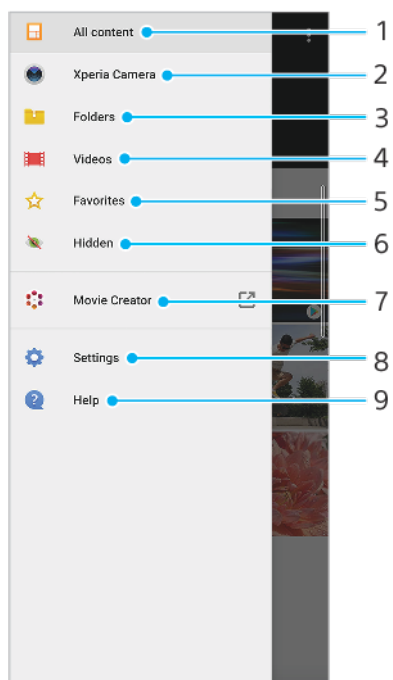 All content 1
Xperia Camera 2
Folders 3
Videos 4
Favorites 5
Hidden 6
Movie Creator 7
Settings 8
? Help 9